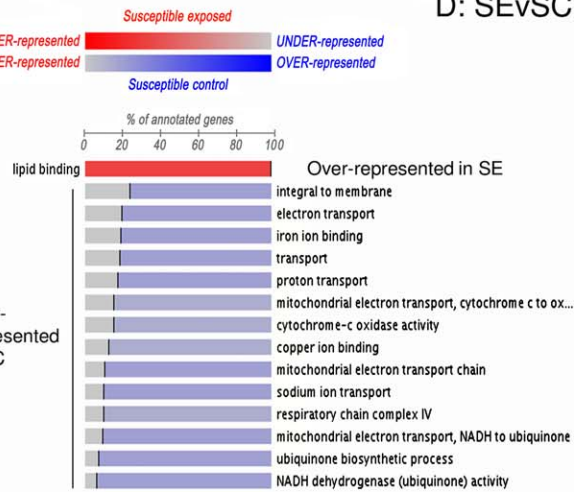 D: SEvSC
Susceptible exposed
ER-represented UNDER-represented
ER-represented OVER-represented
Susceptible control
% of annotated genes
0 20 40 60 80 100
lipid binding Over-represented in SE
integral to membrane
electron transport
iron ion binding
transport
proton transport
mitochondrial electron transport, cytochrome c to ox...
cytochrome-c oxidase activity
copper ion binding
mitochondrial electron transport chain
sodium ion transport
respiratory chain complex IV
mitochondrial electron transport, NADH to ubiquinone
ubiquinone biosynthetic process
NADH dehydrogenase (ubiquinone) activity
-
esented
C